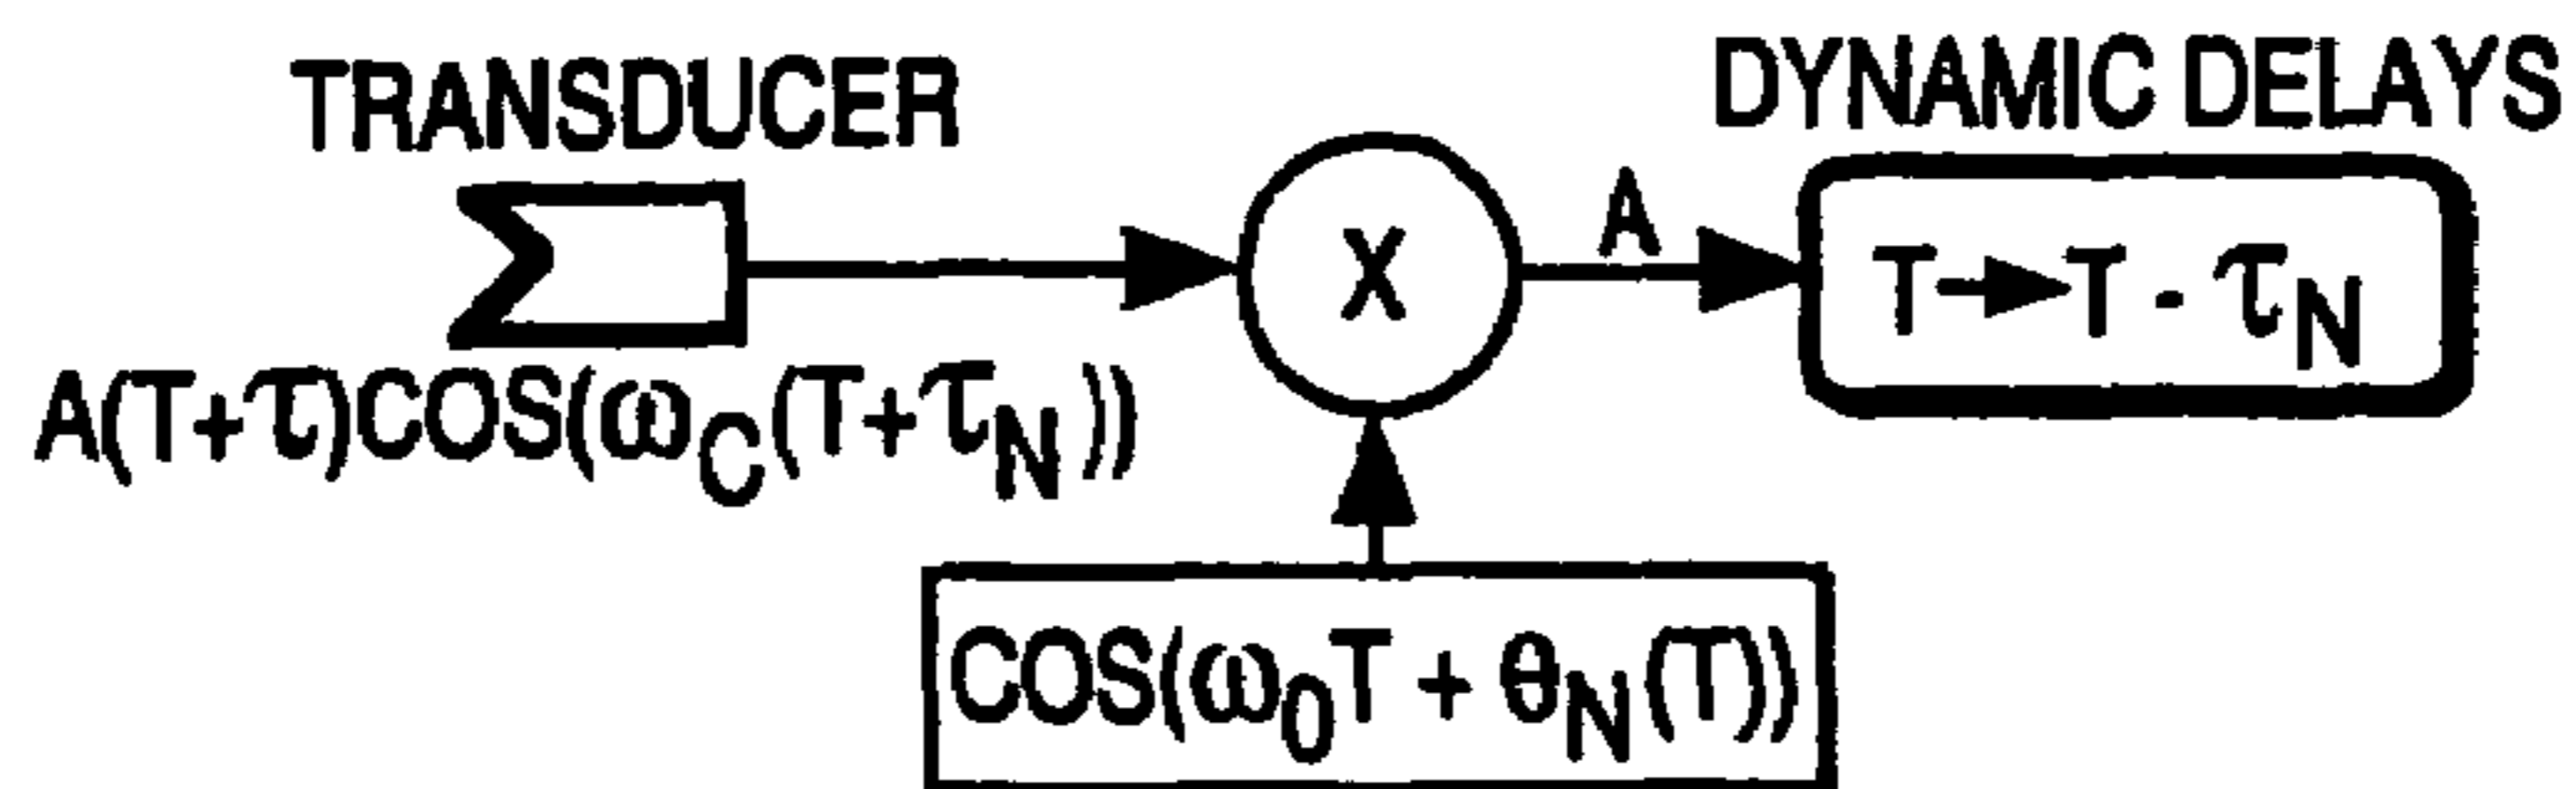 TRANSDUCER
DYNAMIC DELAYS
X
A
T→T - τN
A(T+τ)COS(ωC(T+τN))
COS(ω0T + θN(T))